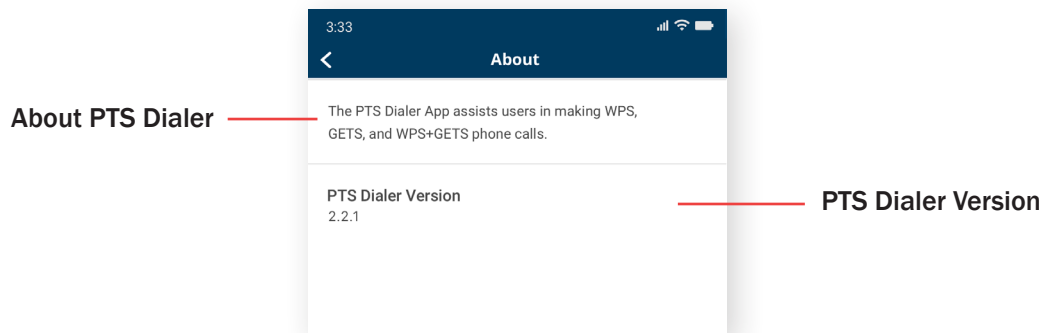 3:33
About
About PTS Dialer
The PTS Dialer App assists users in making WPS,
GETS, and WPS+GETS phone calls.
PTS Dialer Version
2.2.1
PTS Dialer Version